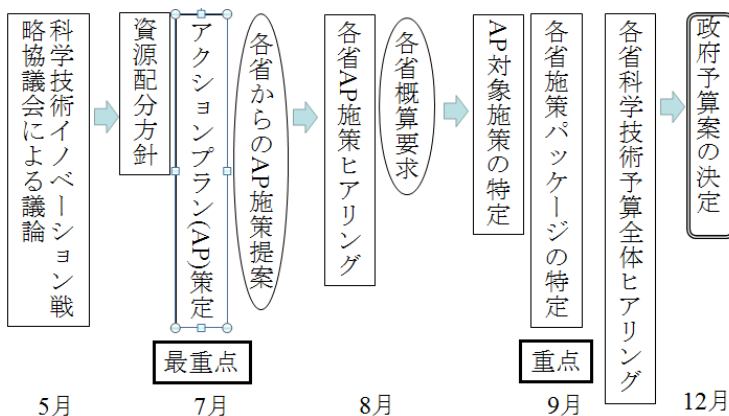 科学技術イノベーション戦
略協議会による議論
資源配分方針
アクションプラン(AP)策定
各省からのAP施策提案
各省AP施策ヒアリング
各省概算要求
AP対象施策の特定
各省施策パッケージの特定
各省科学技術予算全体ヒアリング
政府予算案の決定
最重点
重点
5月
7月
8月
9月
12月